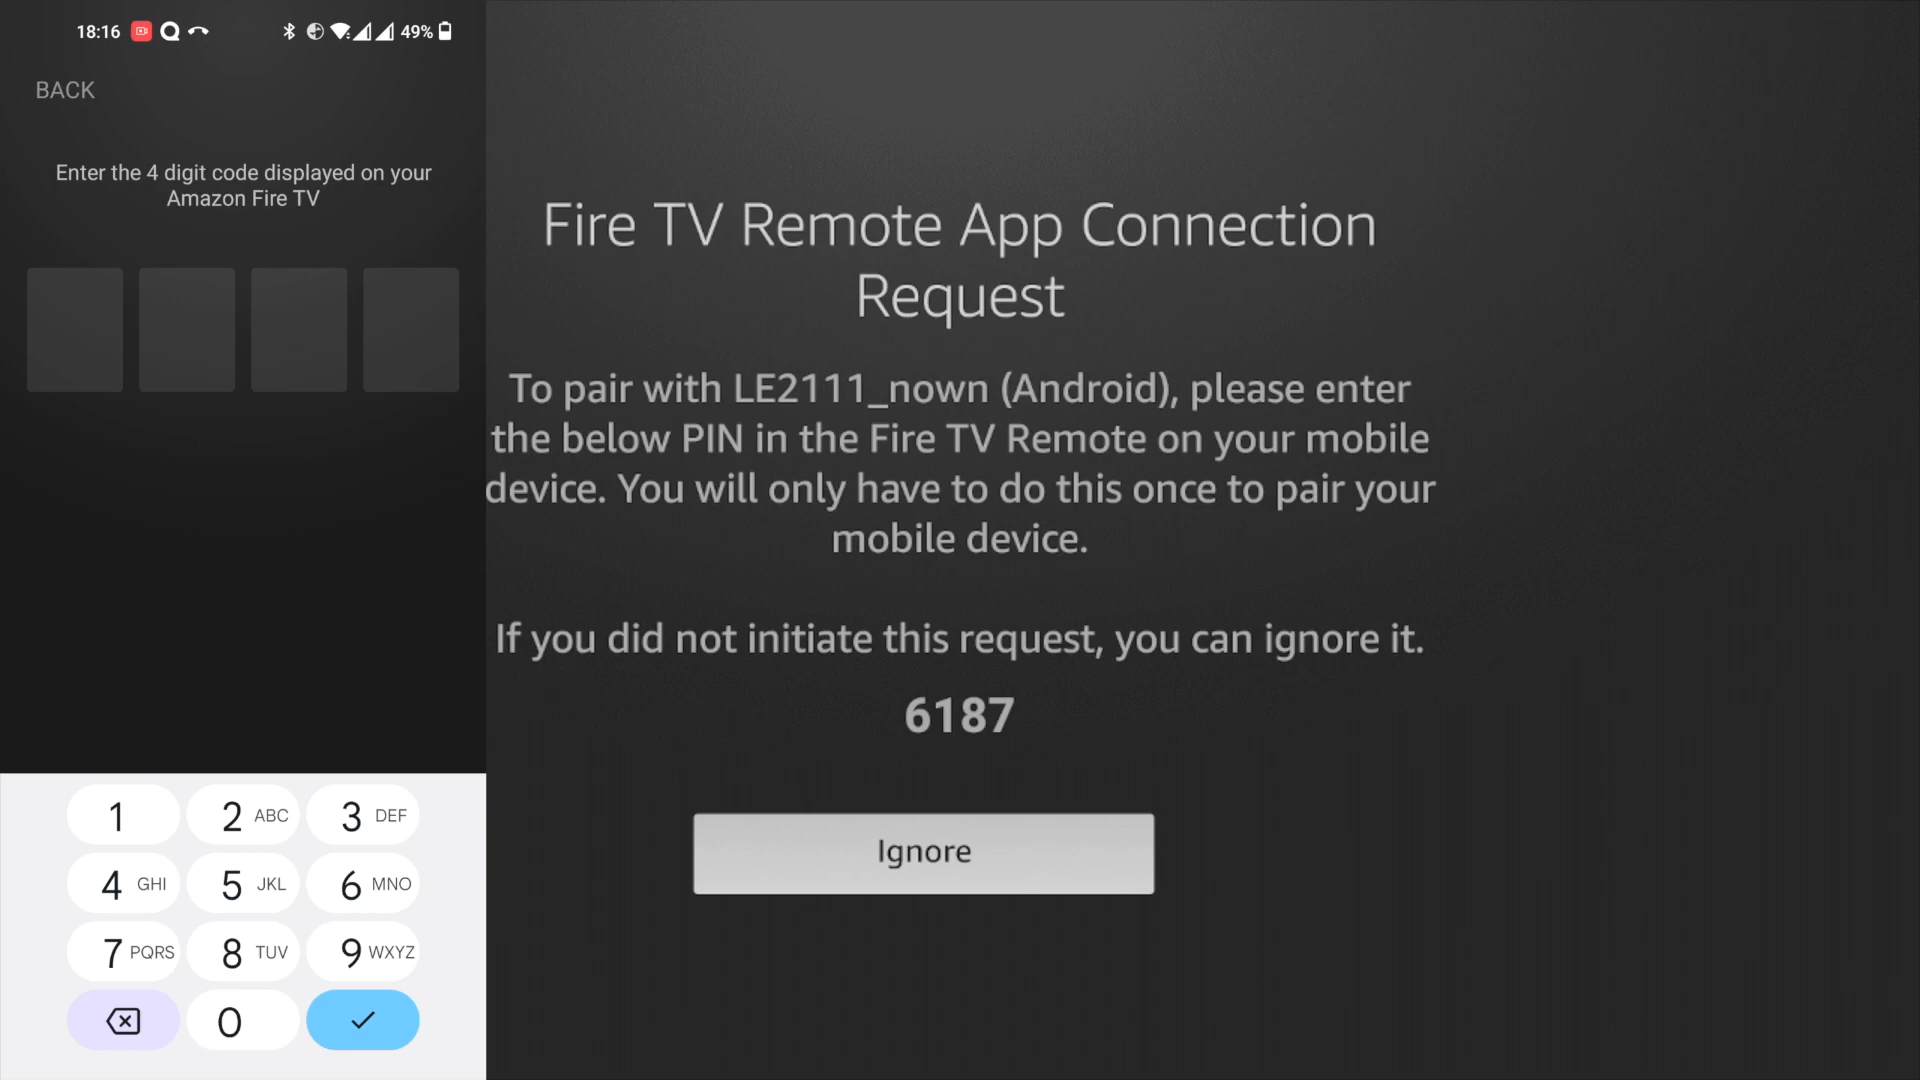 18:16
49%
BACK
Enter the 4 digit code displayed on your
Amazon Fire TV
1
2 ABC
3 DEF
4 GHI
5 JKL
6 MNO
7 PQRS
8 TUV
9 WXYZ
0
Fire TV Remote App Connection
Request
To pair with LE2111_nown (Android), please enter
the below PIN in the Fire TV Remote on your mobile
device. You will only have to do this once to pair your
mobile device.
If you did not initiate this request, you can ignore it.
6187
Ignore